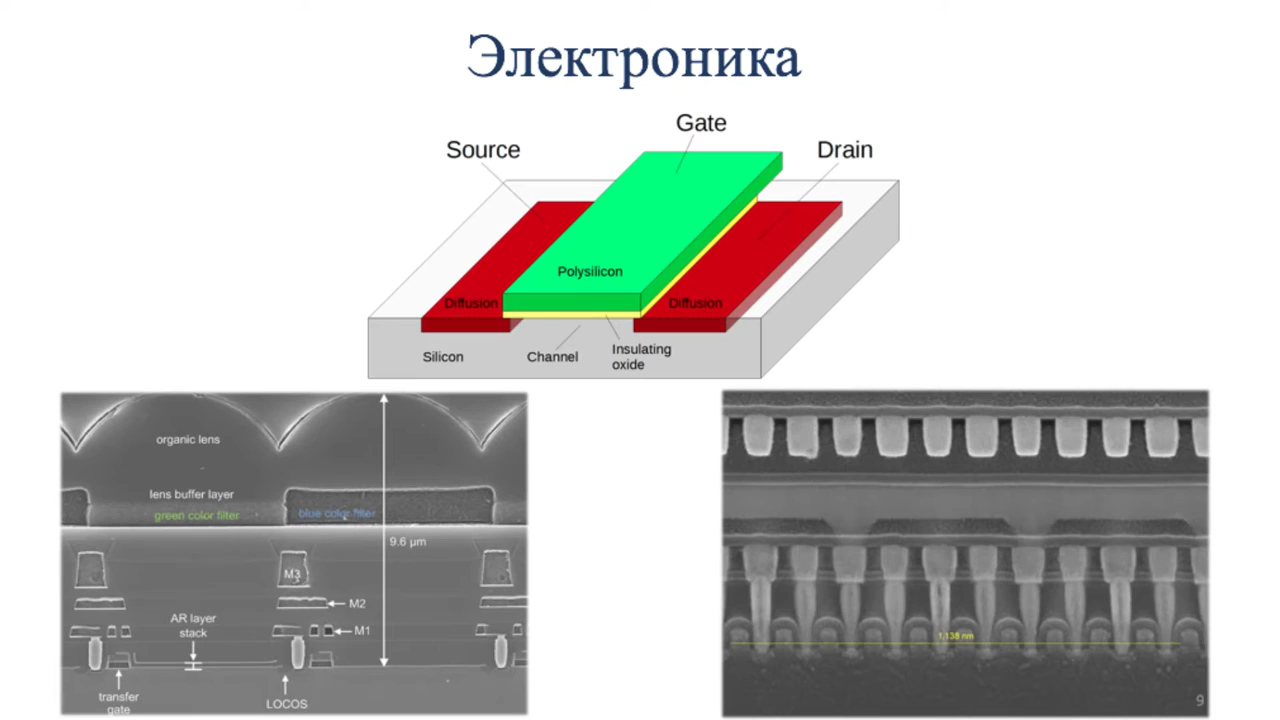 Электроника
Gate
Source
Drain
Polysilicon
Diffusion
Diffusion
Silicon
Channel
Insulating
oxide
organic lens
lens buffer layer
green color filter
blue color filter
9.6 µm
M3
M2
AR layer
stack
M1
transfer
gate
LOCOS
1,138 nm
9